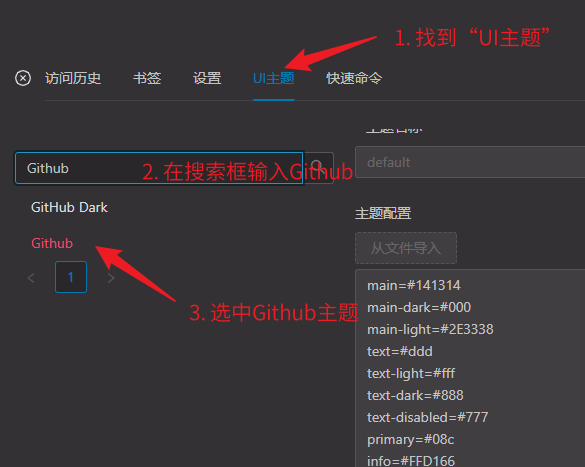 1. 找到“UI主题”
访问历史 书签 设置 UI主题 快速命令
主题名称
Github
default
2. 在搜索框输入Github
GitHub Dark
Github
1
3. 选中Github主题
主题配置
从文件导入
main=#141314
main-dark=#000
main-light=#2E3338
text=#ddd
text-light=#fff
text-dark=#888
text-disabled=#777
primary=#08c
info=#FFD166